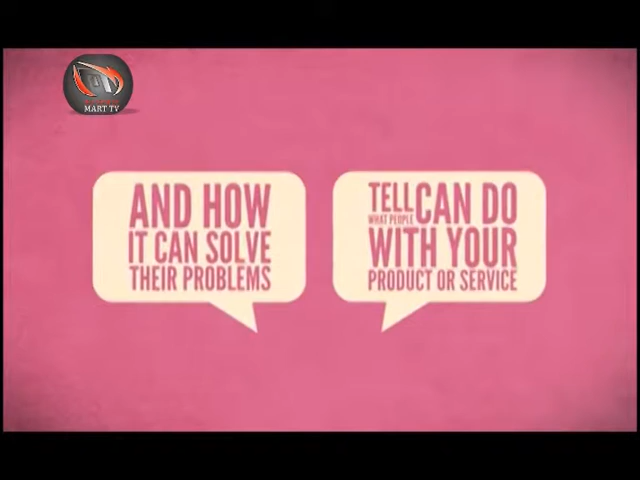 MART TV
AND HOW
IT CAN SOLVE
THEIR PROBLEMS
TELL WHAT PEOPLE CAN DO
WITH YOUR
PRODUCT OR SERVICE